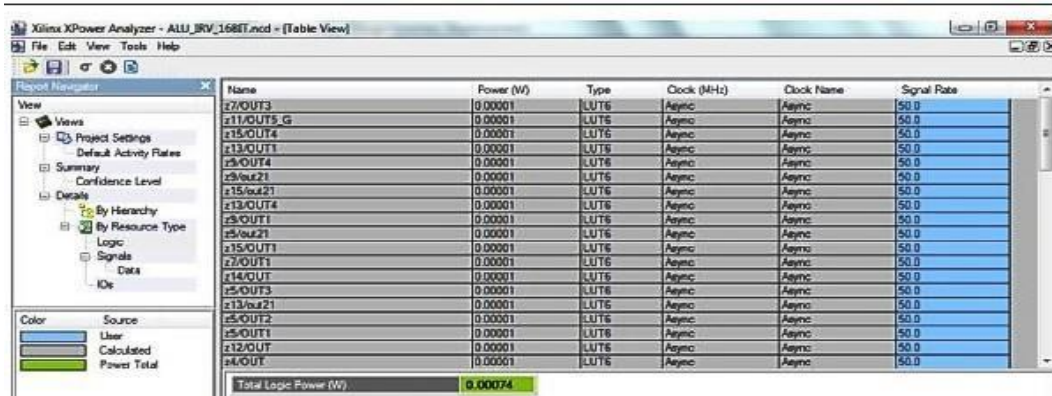 Xilinx XPower Analyzer - ALU_IRV_16BIT.ncd - [Table View]
File Edit View Tools Help
Report Navigator
View
Views
Project Settings
Default Activity Rates
Summary
Confidence Level
Details
By Hierarchy
By Resource Type
Logic
Signals
Data
IOs
Color Source
User
Calculated
Power Total
Name Power (W) Type Clock (MHz) Clock Name Signal Rate
z7/OUT3 0.00001 LUT6 Async Async 50.0
z11/OUT5_G 0.00001 LUT6 Async Async 50.0
z15/OUT4 0.00001 LUT6 Async Async 50.0
z13/OUT1 0.00001 LUT6 Async Async 50.0
z9/OUT4 0.00001 LUT6 Async Async 50.0
z9/out21 0.00001 LUT6 Async Async 50.0
z15/out21 0.00001 LUT6 Async Async 50.0
z13/OUT4 0.00001 LUT6 Async Async 50.0
z9/OUT1 0.00001 LUT6 Async Async 50.0
z5/out21 0.00001 LUT6 Async Async 50.0
z15/OUT1 0.00001 LUT6 Async Async 50.0
z7/OUT1 0.00001 LUT6 Async Async 50.0
z14/OUT 0.00001 LUT6 Async Async 50.0
z5/OUT3 0.00001 LUT6 Async Async 50.0
z13/out21 0.00001 LUT6 Async Async 50.0
z5/OUT2 0.00001 LUT6 Async Async 50.0
z5/OUT1 0.00001 LUT6 Async Async 50.0
z12/OUT 0.00001 LUT6 Async Async 50.0
z4/OUT 0.00001 LUT6 Async Async 50.0
Total Logic Power (W) 0.00074